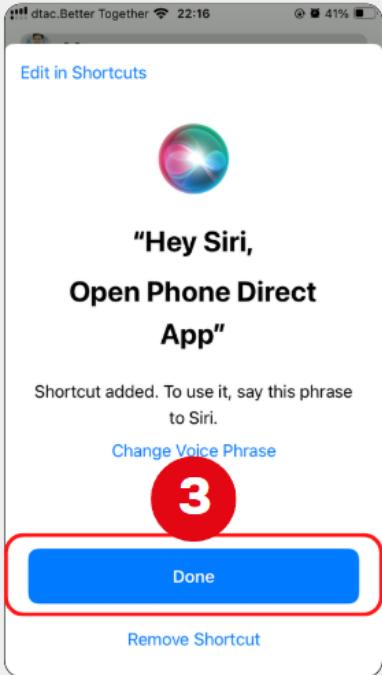 dtac.Better Together 22:16 41%
Edit in Shortcuts
“Hey Siri,
Open Phone Direct
App”
Shortcut added. To use it, say this phrase
to Siri.
Change Voice Phrase
3
Done
Remove Shortcut